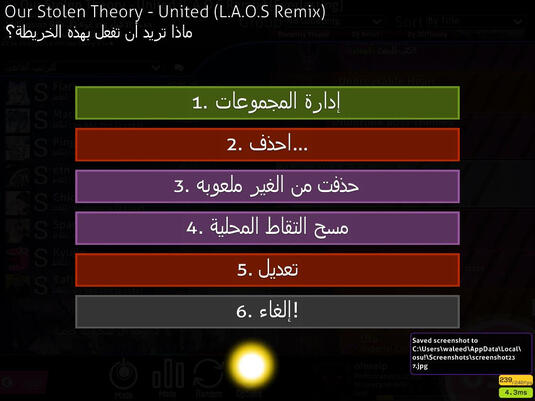 Our Stolen Theory - United (L.A.O.S Remix)
ماذا تريد أن تفعل بهذه الخريطة؟
1. إدارة المجموعات
2. احذف...
3. حذفت من الغير ملعوبه
4. مسح التقاط المحلية
5. تعديل
6. إلغاء!
Saved screenshot to
C:\Users\waleed\AppData\Local\
osu!\Screenshots\screenshot23
7.jpg
4.3ms